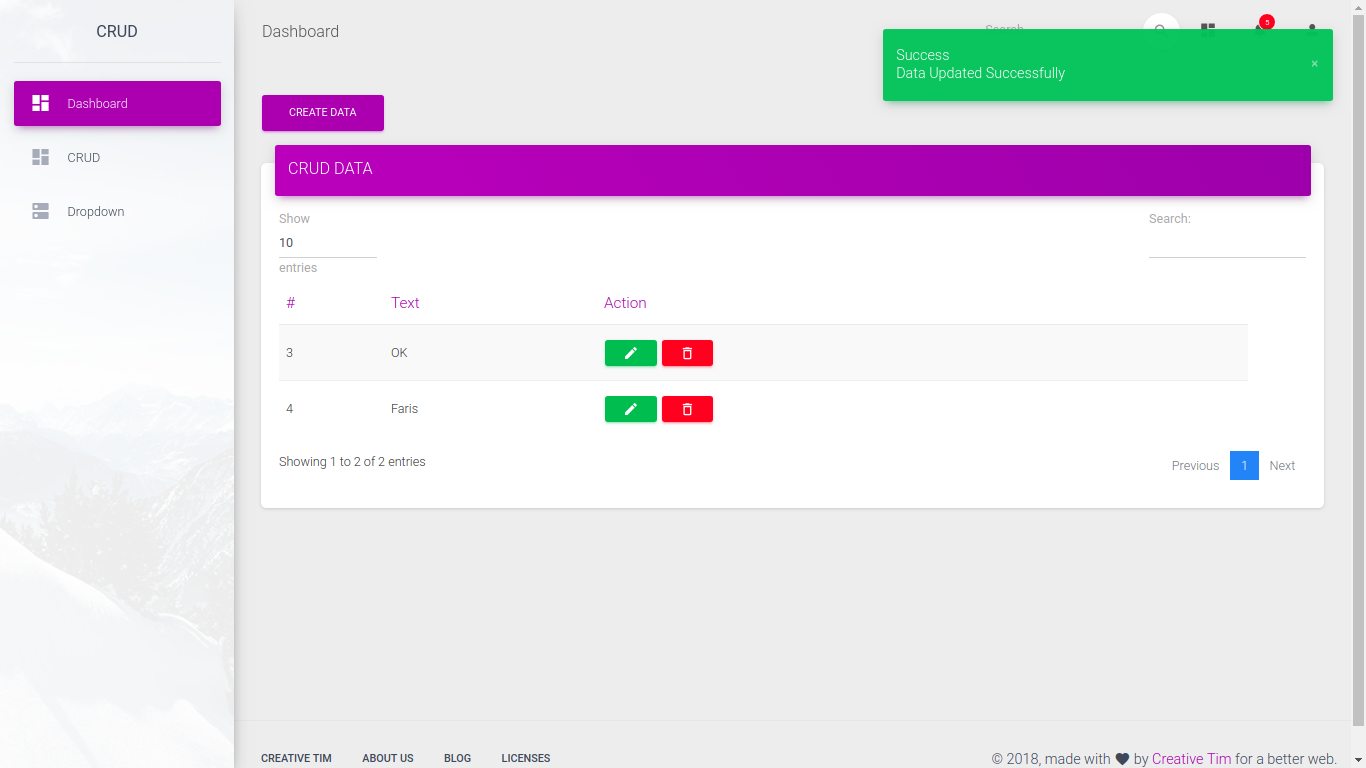 CRUD
Dashboard
CRUD
Dropdown
Dashboard
Search
5
Success
Data Updated Successfully
×
CREATE DATA
CRUD DATA
Show
10
entries
Search:
# Text Action
3 OK
4 Faris
Showing 1 to 2 of 2 entries
Previous 1 Next
CREATIVE TIM ABOUT US BLOG LICENSES
© 2018, made with ♥ by Creative Tim for a better web.